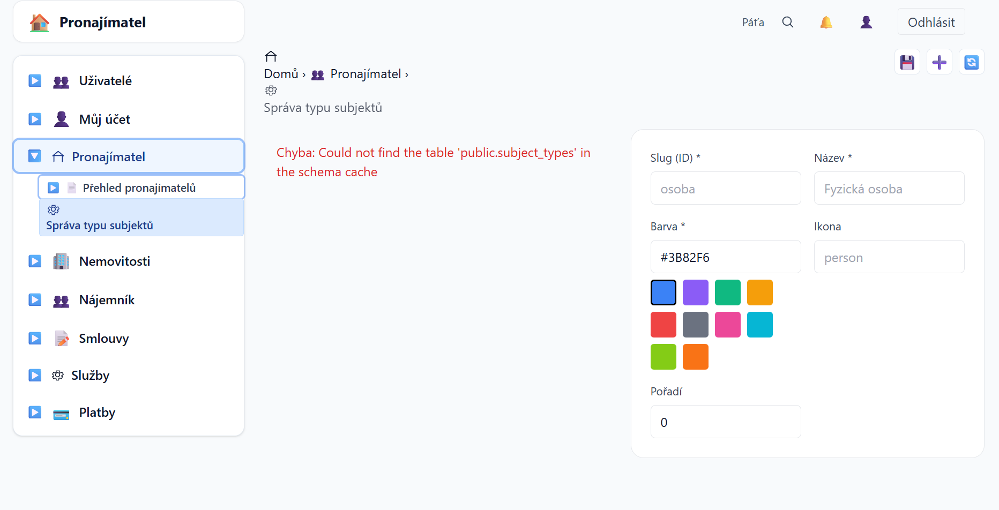 Pronajímatel
Páťa
Odhlásit
Uživatelé
Můj účet
Pronajímatel
Přehled pronajímatelů
Správa typu subjektů
Nemovitosti
Nájemník
Smlouvy
Služby
Platby
Domů › Pronajímatel ›
Správa typu subjektů
Chyba: Could not find the table 'public.subject_types' in
the schema cache
Slug (ID) *
Název *
osoba
Fyzická osoba
Barva *
Ikona
#3B82F6
person
Pořadí
0